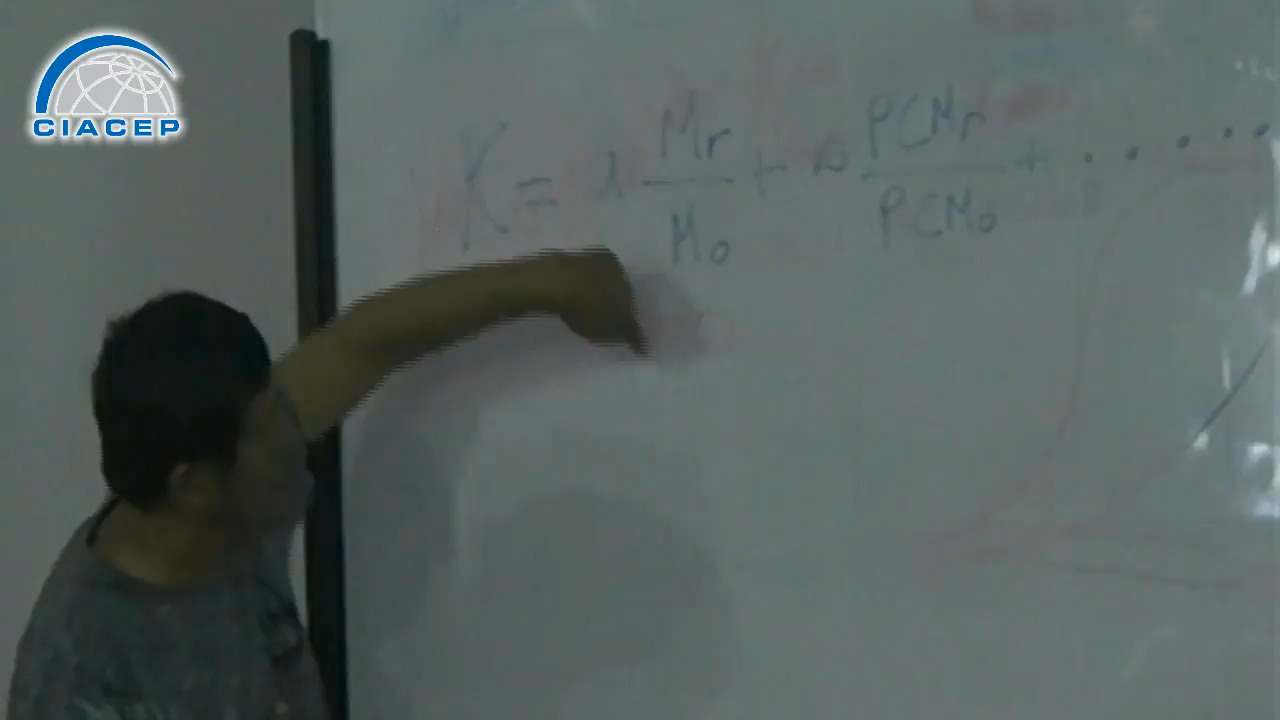 CIACEP
K = a Mr/Mo + PCMr/PCMo + .....